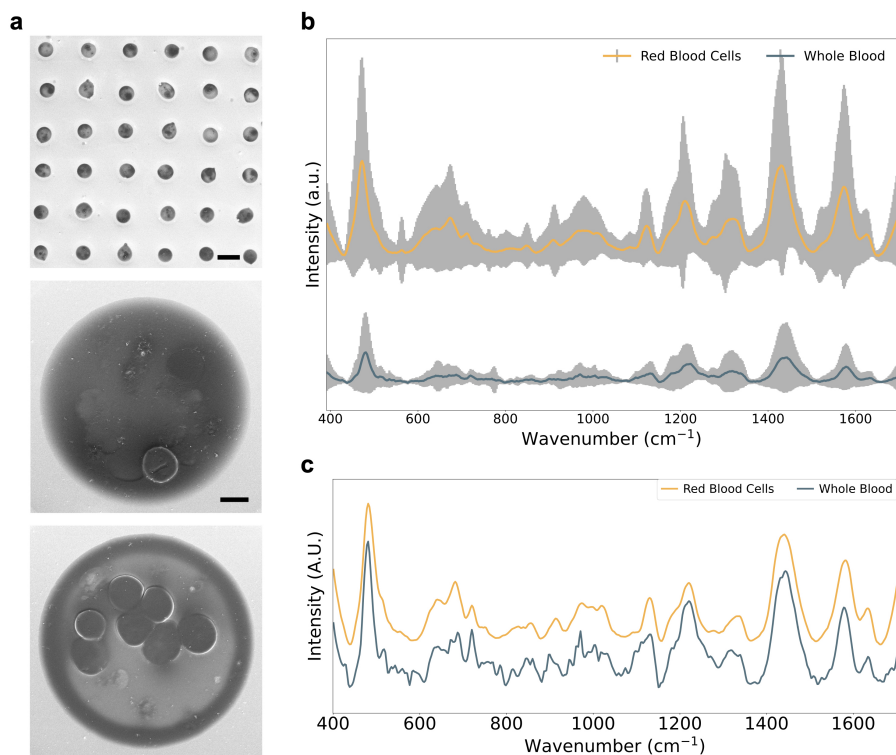 a
b
Red Blood Cells
Whole Blood
Intensity (a.u.)
400 600 800 1000 1200 1400 1600
Wavenumber (cm⁻¹)
c
Red Blood Cells
Whole Blood
Intensity (A.U.)
400 600 800 1000 1200 1400 1600
Wavenumber (cm⁻¹)